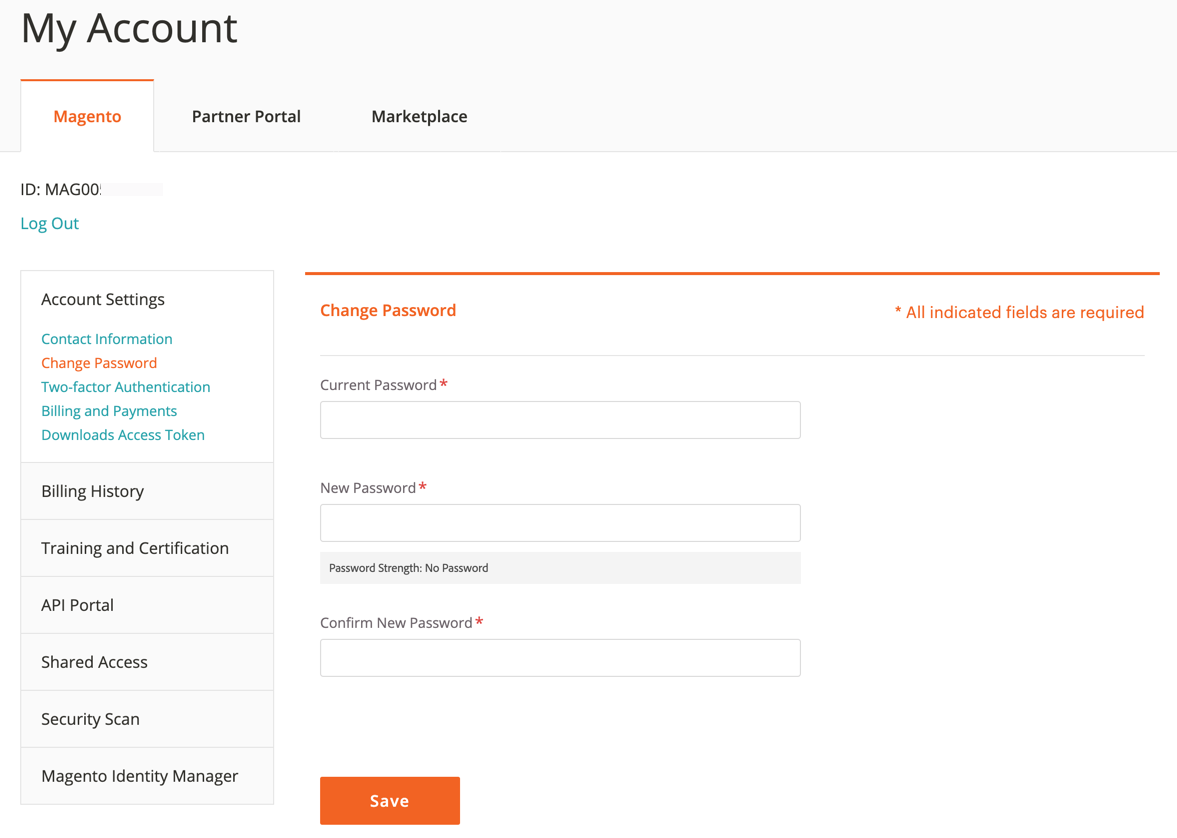 My Account
Magento
Partner Portal
Marketplace
ID: MAG00
Log Out
Account Settings
Contact Information
Change Password
Two-factor Authentication
Billing and Payments
Downloads Access Token
Billing History
Training and Certification
API Portal
Shared Access
Security Scan
Magento Identity Manager
Change Password
* All indicated fields are required
Current Password *
New Password *
Password Strength: No Password
Confirm New Password *
Save